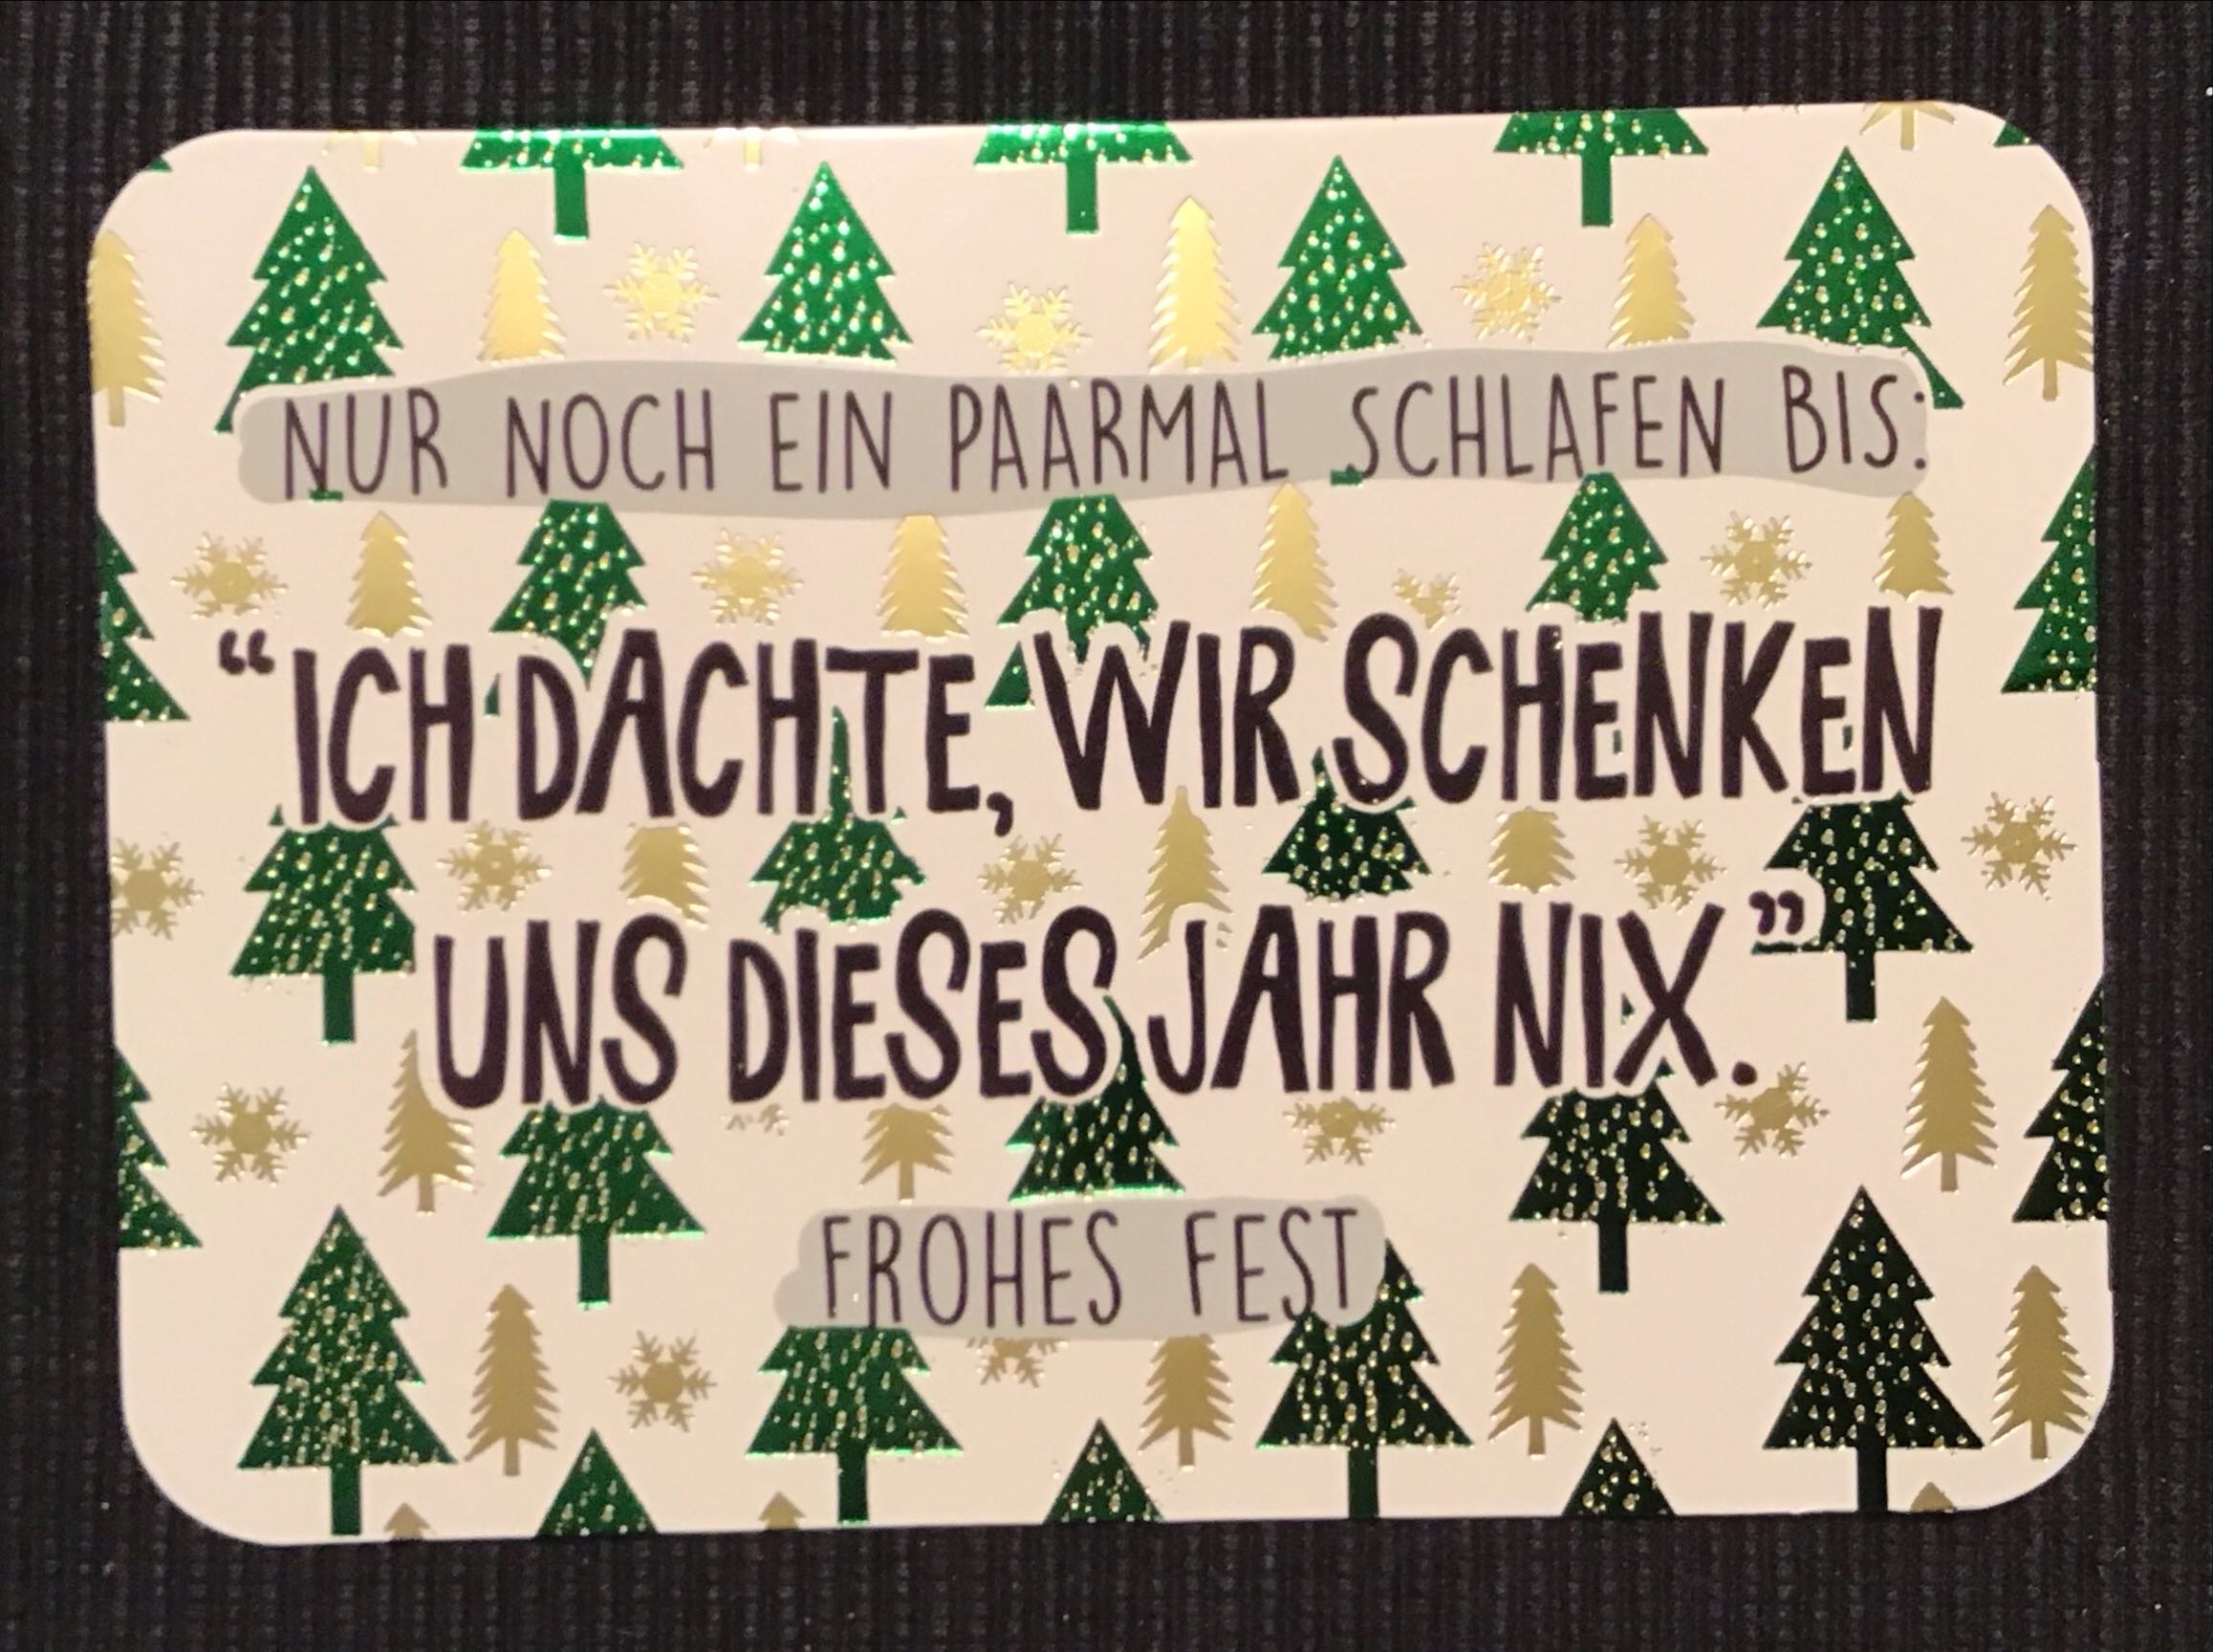 NUR NOCH EIN PAARMAL SCHLAFEN BIS:
“ICH DACHTE, WIR SCHENKEN
UNS DIESES JAHR NIX.”
FROHES FEST